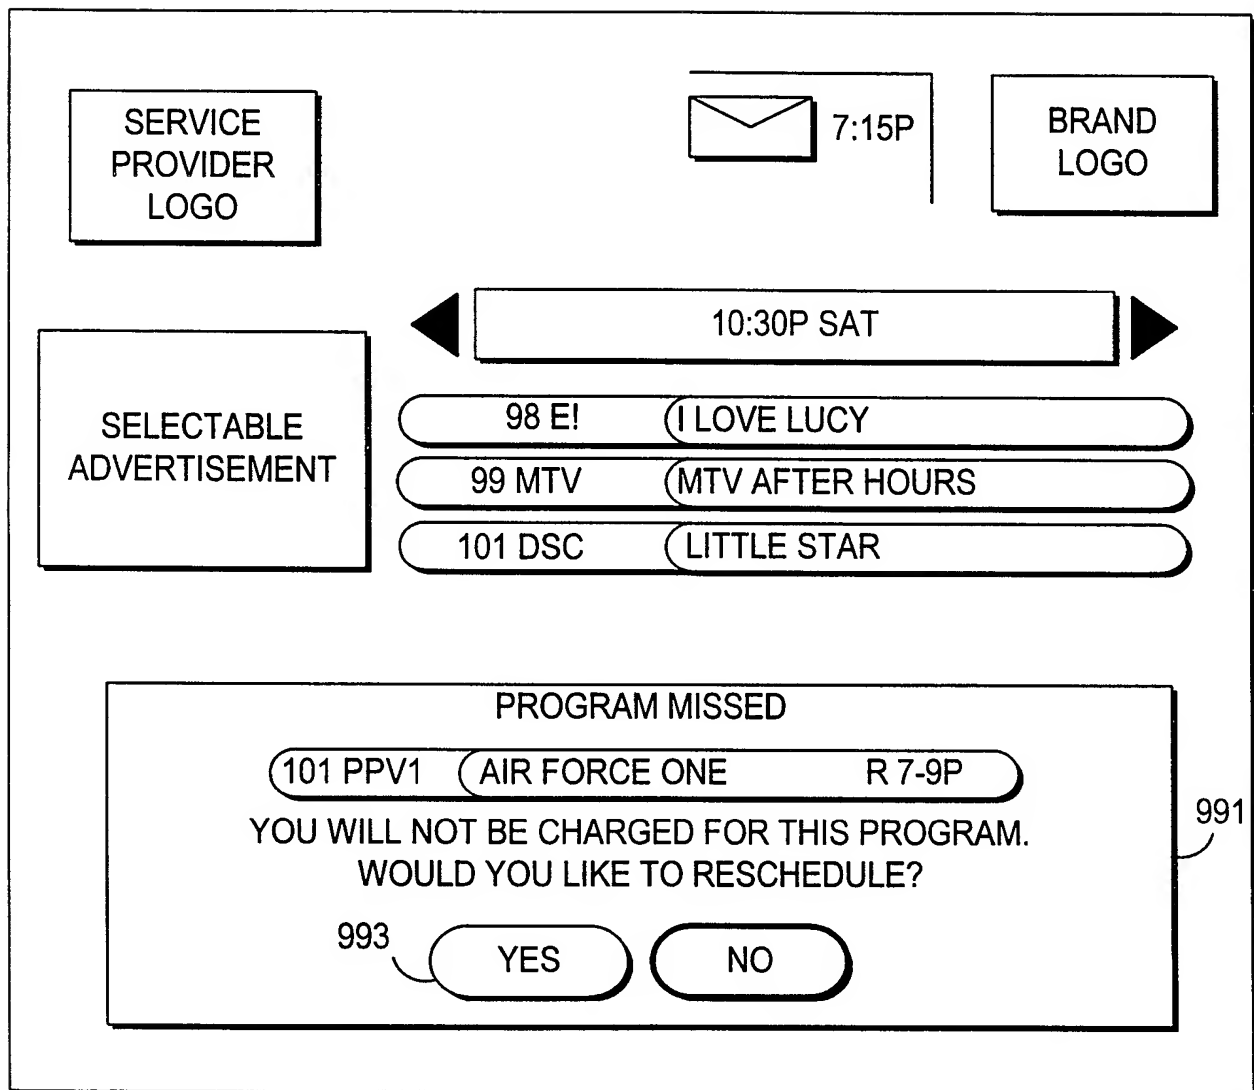 SERVICE
PROVIDER
LOGO
7:15P
BRAND
LOGO
10:30P SAT
SELECTABLE
ADVERTISEMENT
98 E! I LOVE LUCY
99 MTV MTV AFTER HOURS
101 DSC LITTLE STAR
PROGRAM MISSED
101 PPV1 AIR FORCE ONE R 7-9P
YOU WILL NOT BE CHARGED FOR THIS PROGRAM.
WOULD YOU LIKE TO RESCHEDULE?
991
993
YES NO